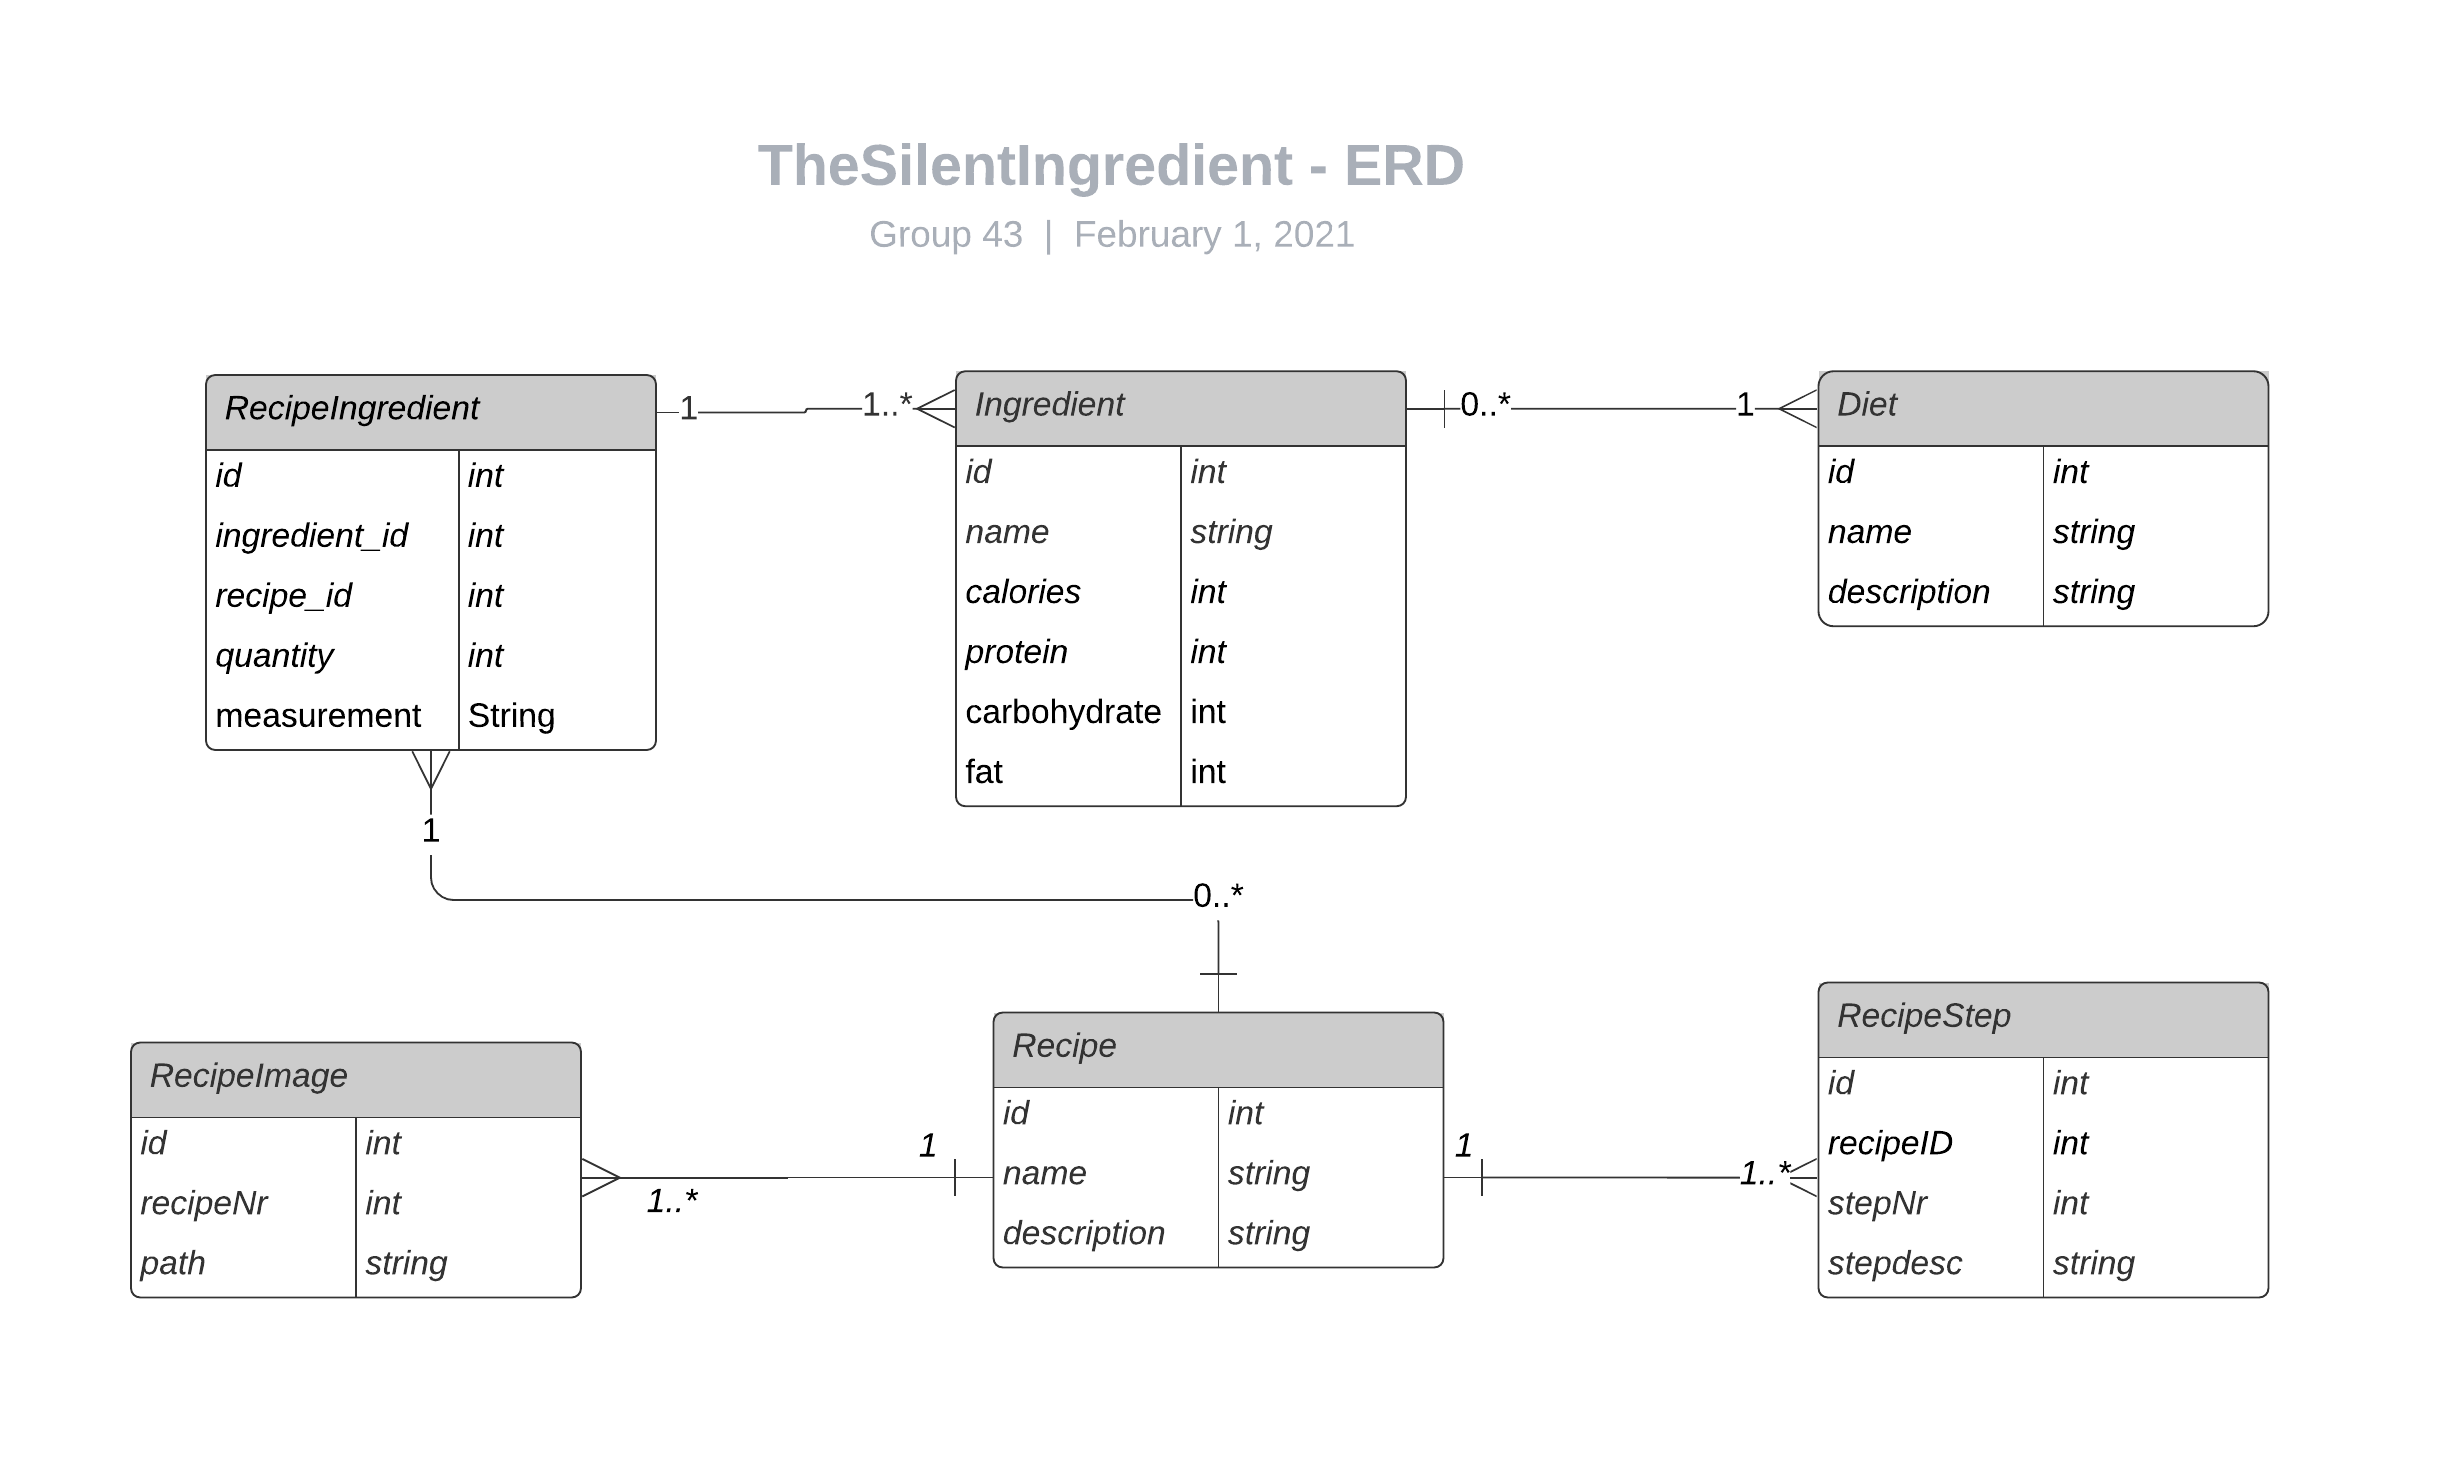 TheSilentIngredient - ERD
Group 43 | February 1, 2021
RecipeIngredient
id int
ingredient_id int
recipe_id int
quantity int
measurement String
1
1..*
Ingredient
id int
name string
calories int
protein int
carbohydrate int
fat int
0..*
1
Diet
id int
name string
description string
1
0..*
RecipeImage
id int
recipeNr int
path string
1..*
1
Recipe
id int
name string
description string
1
1..*
RecipeStep
id int
recipeID int
stepNr int
stepdesc string